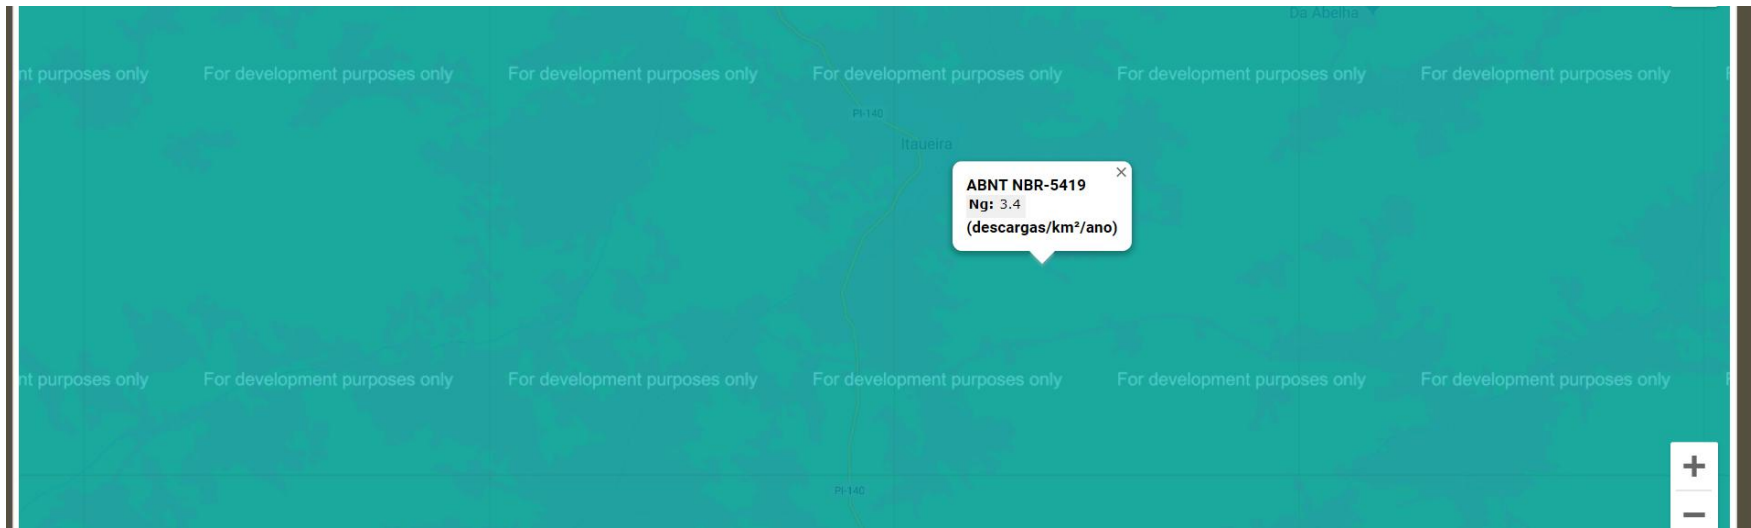 Da Abelha
nt purposes only For development purposes only For development purposes only For development purposes only For development purposes only For development purposes only
PI-140
Itaueira
×
ABNT NBR-5419
Ng: 3.4
(descargas/km²/ano)
nt purposes only For development purposes only For development purposes only For development purposes only For development purposes only For development purposes only
+
PI-140
−